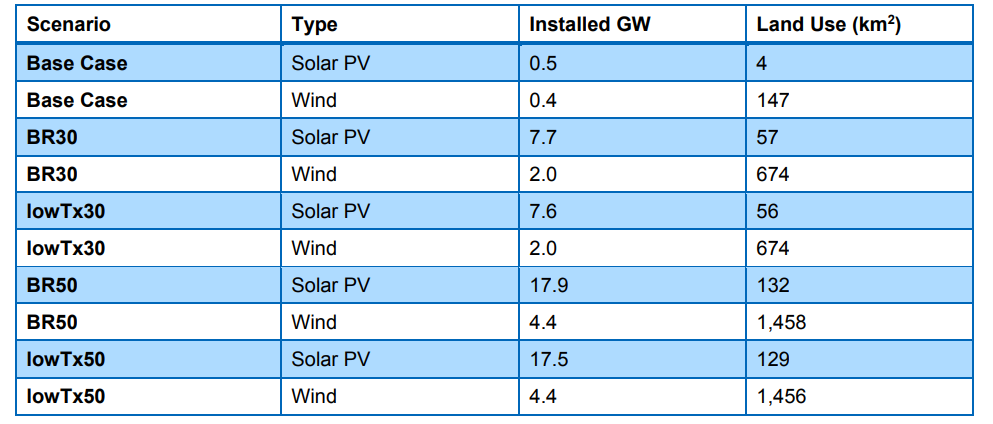 Scenario Type Installed GW Land Use (km²)
Base Case Solar PV 0.5 4
Base Case Wind 0.4 147
BR30 Solar PV 7.7 57
BR30 Wind 2.0 674
lowTx30 Solar PV 7.6 56
lowTx30 Wind 2.0 674
BR50 Solar PV 17.9 132
BR50 Wind 4.4 1,458
lowTx50 Solar PV 17.5 129
lowTx50 Wind 4.4 1,456